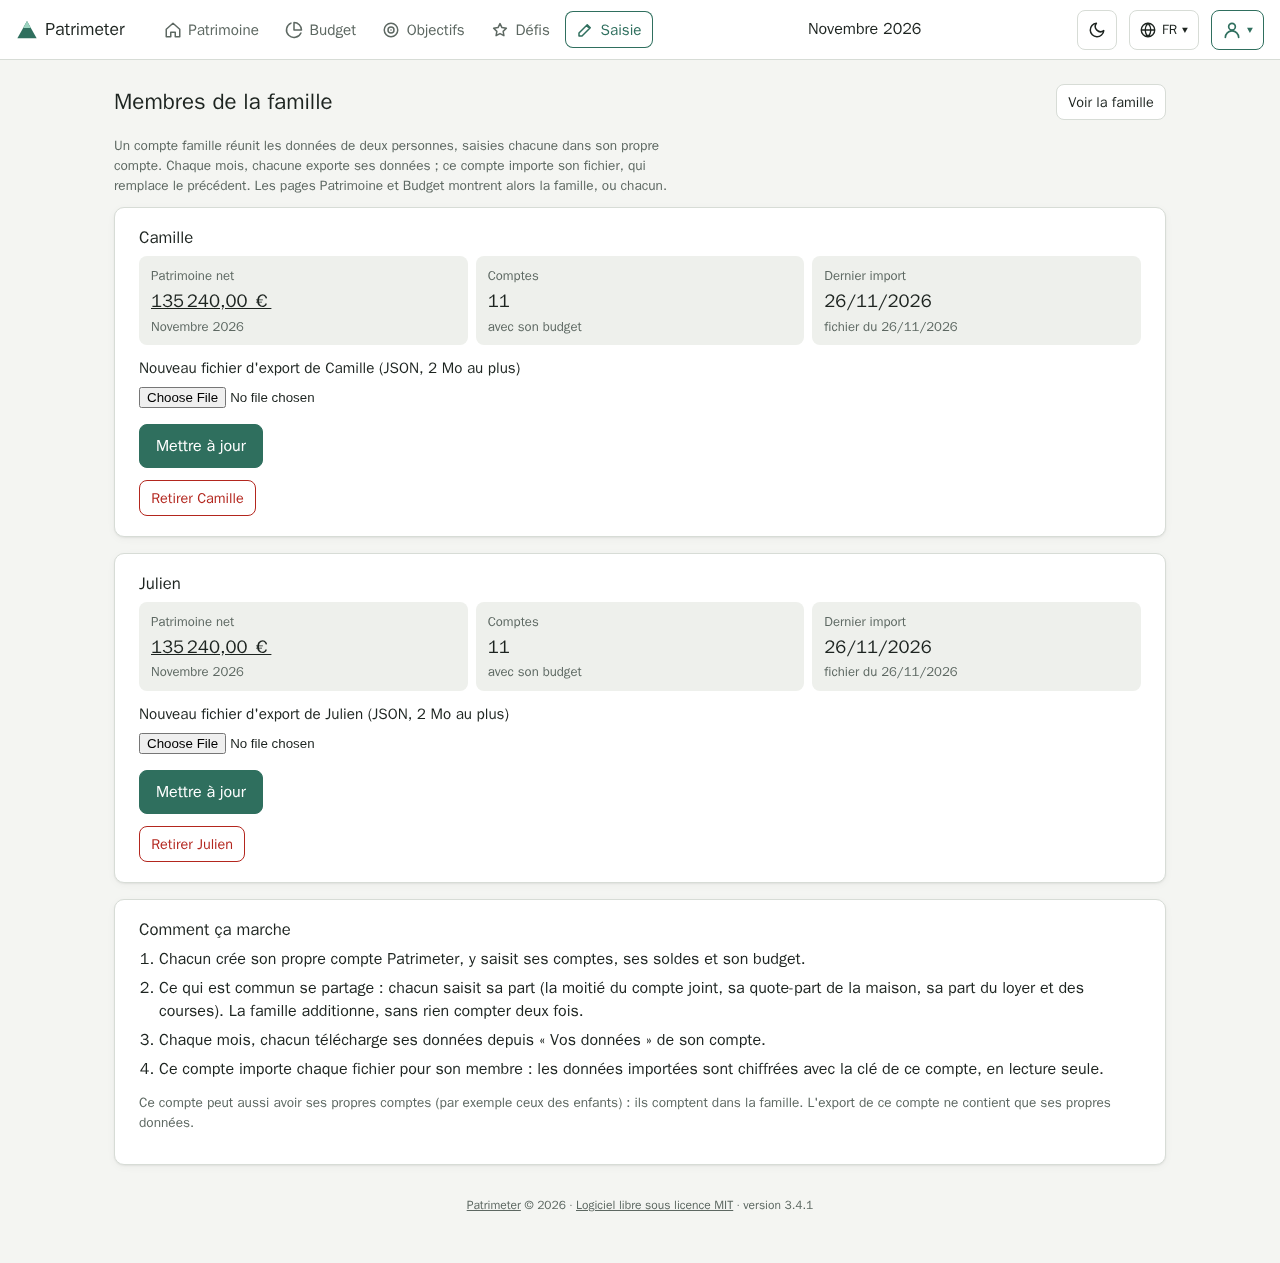 Patrimeter
Patrimoine
Budget
Objectifs
Défis
Saisie
Novembre 2026
FR ▾
▾
Membres de la famille
Voir la famille
Un compte famille réunit les données de deux personnes, saisies chacune dans son propre
compte. Chaque mois, chacune exporte ses données ; ce compte importe son fichier, qui
remplace le précédent. Les pages Patrimoine et Budget montrent alors la famille, ou chacun.
Camille
Patrimoine net
135 240,00 €
Novembre 2026
Comptes
11
avec son budget
Dernier import
26/11/2026
fichier du 26/11/2026
Nouveau fichier d'export de Camille (JSON, 2 Mo au plus)
Choose File No file chosen
Mettre à jour
Retirer Camille
Julien
Patrimoine net
135 240,00 €
Novembre 2026
Comptes
11
avec son budget
Dernier import
26/11/2026
fichier du 26/11/2026
Nouveau fichier d'export de Julien (JSON, 2 Mo au plus)
Choose File No file chosen
Mettre à jour
Retirer Julien
Comment ça marche
1. Chacun crée son propre compte Patrimeter, y saisit ses comptes, ses soldes et son budget.
2. Ce qui est commun se partage : chacun saisit sa part (la moitié du compte joint, sa quote-part de la maison, sa part du loyer et des
courses). La famille additionne, sans rien compter deux fois.
3. Chaque mois, chacun télécharge ses données depuis « Vos données » de son compte.
4. Ce compte importe chaque fichier pour son membre : les données importées sont chiffrées avec la clé de ce compte, en lecture seule.
Ce compte peut aussi avoir ses propres comptes (par exemple ceux des enfants) : ils comptent dans la famille. L'export de ce compte ne contient que ses propres
données.
Patrimeter © 2026 · Logiciel libre sous licence MIT · version 3.4.1